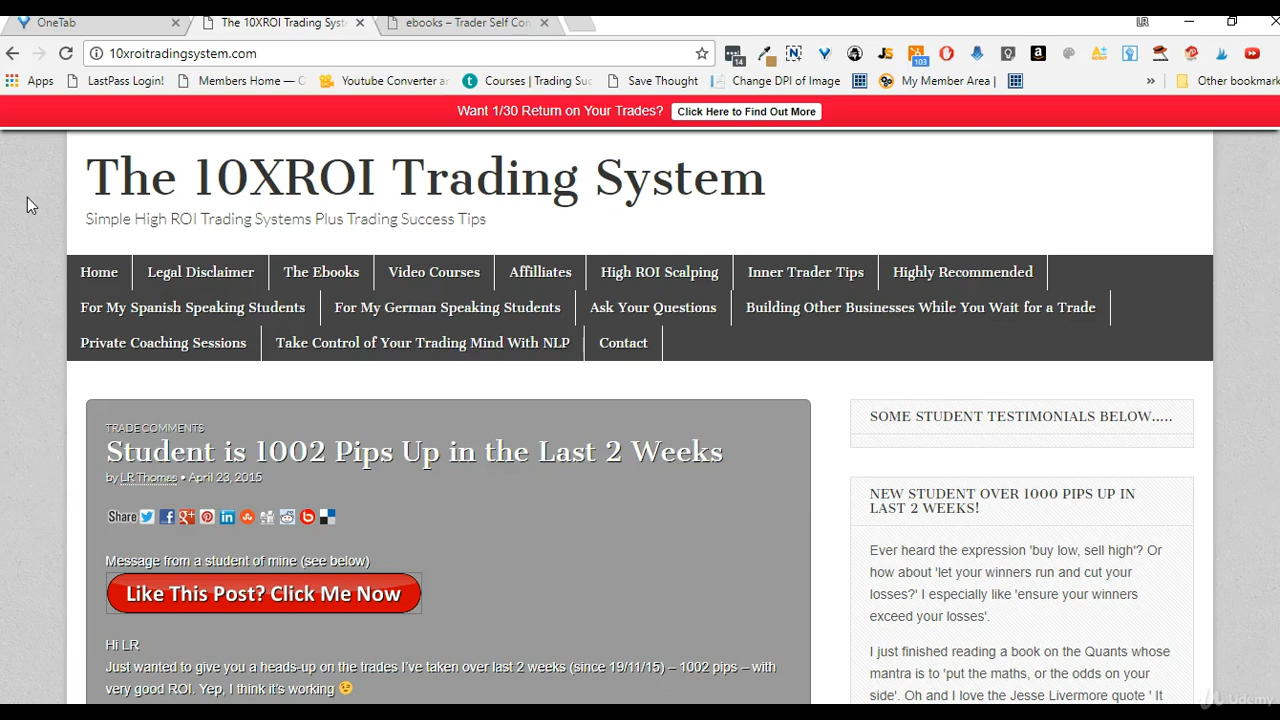 OneTab
The 10XROI Trading Syste
ebooks – Trader Self Con
LR
10xroitradingsystem.com
14
JS
103
Apps
LastPass Login!
Members Home — C
Youtube Converter a
Courses | Trading Suc
Save Thought
Change DPI of Image
My Member Area |
»
Other bookmark
Want 1/30 Return on Your Trades? Click Here to Find Out More
The 10XROI Trading System
Simple High ROI Trading Systems Plus Trading Success Tips
Home
Legal Disclaimer
The Ebooks
Video Courses
Affilliates
High ROI Scalping
Inner Trader Tips
Highly Recommended
For My Spanish Speaking Students
For My German Speaking Students
Ask Your Questions
Building Other Businesses While You Wait for a Trade
Private Coaching Sessions
Take Control of Your Trading Mind With NLP
Contact
TRADE COMMENTS
Student is 1002 Pips Up in the Last 2 Weeks
by LR Thomas • April 23, 2015
Share
Message from a student of mine (see below)
Like This Post? Click Me Now
Hi LR
Just wanted to give you a heads-up on the trades I've taken over last 2 weeks (since 19/11/15) – 1002 pips – with
very good ROI. Yep, I think it's working 😉
SOME STUDENT TESTIMONIALS BELOW.....
NEW STUDENT OVER 1000 PIPS UP IN
LAST 2 WEEKS!
Ever heard the expression 'buy low, sell high'? Or
how about 'let your winners run and cut your
losses?' I especially like 'ensure your winners
exceed your losses'.
I just finished reading a book on the Quants whose
mantra is 'put the maths, or the odds on your
side'. Oh and I love the Jesse Livermore quote ' It
Udemy